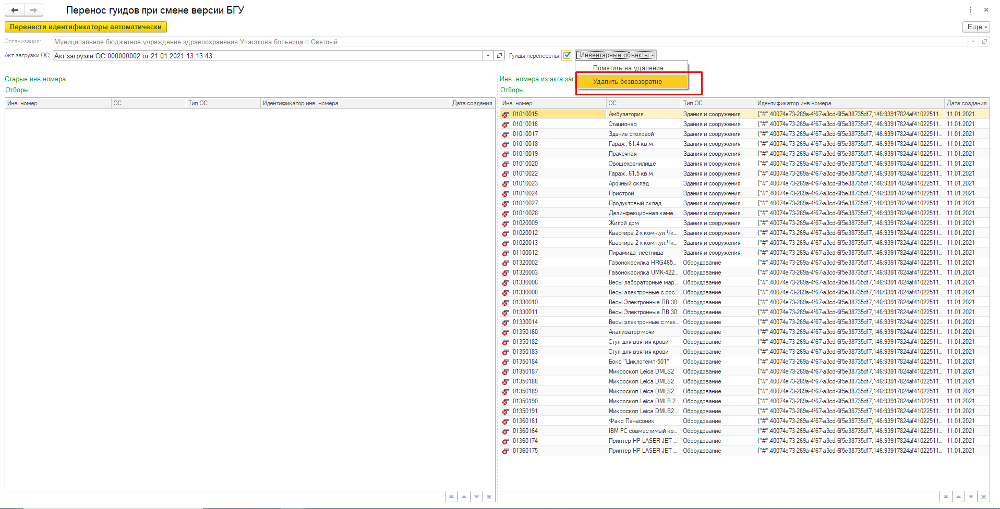 Перенос гуидов при смене версии БГУ
Перенести идентификаторы автоматически
Еще
Организация: Муниципальное бюджетное учреждение здравоохранения Участкова больница п.Светлый
Акт загрузки ОС: Акт загрузки ОС 000000002 от 21.01.2021 13:13:43 Гуиды перенесены: Инвентарные объекты
Пометить на удаление
Удалить безвозвратно
Старые инв.номера
Отборы
Инв. номер ОС Тип ОС Идентификатор инв. номера Дата создания
Инв. номера из акта заг
Отборы
Инв. номер ОС Тип ОС Идентификатор инв.номера Дата создания
01010015 Амбулатория Здания и сооружения {"#",40074e73-269a-4f67-a3cd-6f5e38735df7,146:93917824af41022511... 11.01.2021
01010016 Стационар Здания и сооружения {"#",40074e73-269a-4f67-a3cd-6f5e38735df7,146:93917824af41022511... 11.01.2021
01010017 Здание столовой Здания и сооружения {"#",40074e73-269a-4f67-a3cd-6f5e38735df7,146:93917824af41022511... 11.01.2021
01010018 Гараж, 61,4 кв.м. Здания и сооружения {"#",40074e73-269a-4f67-a3cd-6f5e38735df7,146:93917824af41022511... 11.01.2021
01010019 Прачечная Здания и сооружения {"#",40074e73-269a-4f67-a3cd-6f5e38735df7,146:93917824af41022511... 11.01.2021
01010020 Овощехранилище Здания и сооружения {"#",40074e73-269a-4f67-a3cd-6f5e38735df7,146:93917824af41022511... 11.01.2021
01010022 Гараж, 61,5 кв.м. Здания и сооружения {"#",40074e73-269a-4f67-a3cd-6f5e38735df7,146:93917824af41022511... 11.01.2021
01010023 Арочный склад Здания и сооружения {"#",40074e73-269a-4f67-a3cd-6f5e38735df7,146:93917824af41022511... 11.01.2021
01010024 Пристрой Здания и сооружения {"#",40074e73-269a-4f67-a3cd-6f5e38735df7,146:93917824af41022511... 11.01.2021
01010027 Продуктовый склад Здания и сооружения {"#",40074e73-269a-4f67-a3cd-6f5e38735df7,146:93917824af41022511... 11.01.2021
01010028 Дезинфекционная каме... Здания и сооружения {"#",40074e73-269a-4f67-a3cd-6f5e38735df7,146:93917824af41022511... 11.01.2021
01020009 Жилой дом Здания и сооружения {"#",40074e73-269a-4f67-a3cd-6f5e38735df7,146:93917824af41022511... 11.01.2021
01020012 Квартира 2-х комн.ул.Чк... Здания и сооружения {"#",40074e73-269a-4f67-a3cd-6f5e38735df7,146:93917824af41022511... 11.01.2021
01020013 Квартира 2-х комн.ул.Чк... Здания и сооружения {"#",40074e73-269a-4f67-a3cd-6f5e38735df7,146:93917824af41022511... 11.01.2021
01100012 Пирамида -лестница Здания и сооружения {"#",40074e73-269a-4f67-a3cd-6f5e38735df7,146:93917824af41022511... 11.01.2021
01320002 Газонокосилка HRG465... Оборудование {"#",40074e73-269a-4f67-a3cd-6f5e38735df7,146:93917824af41022511... 11.01.2021
01320003 Газонокосилка UMK-422... Оборудование {"#",40074e73-269a-4f67-a3cd-6f5e38735df7,146:93917824af41022511... 11.01.2021
01330006 Весы лабораторные мар... Оборудование {"#",40074e73-269a-4f67-a3cd-6f5e38735df7,146:93917824af41022511... 11.01.2021
01330008 Весы электронные с рос... Оборудование {"#",40074e73-269a-4f67-a3cd-6f5e38735df7,146:93917824af41022511... 11.01.2021
01330010 Весы Электронные ПВ 30 Оборудование {"#",40074e73-269a-4f67-a3cd-6f5e38735df7,146:93917824af41022511... 11.01.2021
01330011 Весы Электронные ПВ 30 Оборудование {"#",40074e73-269a-4f67-a3cd-6f5e38735df7,146:93917824af41022511... 11.01.2021
01330014 Весы электронные с мех... Оборудование {"#",40074e73-269a-4f67-a3cd-6f5e38735df7,146:93917824af41022511... 11.01.2021
01350160 Анализатор мочи Оборудование {"#",40074e73-269a-4f67-a3cd-6f5e38735df7,146:93917824af41022511... 11.01.2021
01350182 Стул для взятия крови Оборудование {"#",40074e73-269a-4f67-a3cd-6f5e38735df7,146:93917824af41022511... 11.01.2021
01350183 Стул для взятия крови Оборудование {"#",40074e73-269a-4f67-a3cd-6f5e38735df7,146:93917824af41022511... 11.01.2021
01350184 Бокс "Циклотемп-501" Оборудование {"#",40074e73-269a-4f67-a3cd-6f5e38735df7,146:93917824af41022511... 11.01.2021
01350187 Микроскоп Leica DMLS2 Оборудование {"#",40074e73-269a-4f67-a3cd-6f5e38735df7,146:93917824af41022511... 11.01.2021
01350188 Микроскоп Leica DMLS2 Оборудование {"#",40074e73-269a-4f67-a3cd-6f5e38735df7,146:93917824af41022511... 11.01.2021
01350189 Микроскоп Leica DMLS2 Оборудование {"#",40074e73-269a-4f67-a3cd-6f5e38735df7,146:93917824af41022511... 11.01.2021
01350190 Микроскоп Leica DMLB 2... Оборудование {"#",40074e73-269a-4f67-a3cd-6f5e38735df7,146:93917824af41022511... 11.01.2021
01350191 Микроскоп Leica DMLB2 ... Оборудование {"#",40074e73-269a-4f67-a3cd-6f5e38735df7,146:93917824af41022511... 11.01.2021
01360161 Факс Панасоник Оборудование {"#",40074e73-269a-4f67-a3cd-6f5e38735df7,146:93917824af41022511... 11.01.2021
01360164 IBM PC совместимый ко... Оборудование {"#",40074e73-269a-4f67-a3cd-6f5e38735df7,146:93917824af41022511... 11.01.2021
01360174 Принтер HP LASER JET ... Оборудование {"#",40074e73-269a-4f67-a3cd-6f5e38735df7,146:93917824af41022511... 11.01.2021
01360175 Принтер HP LASER JET ... Оборудование {"#",40074e73-269a-4f67-a3cd-6f5e38735df7,146:93917824af41022511... 11.01.2021